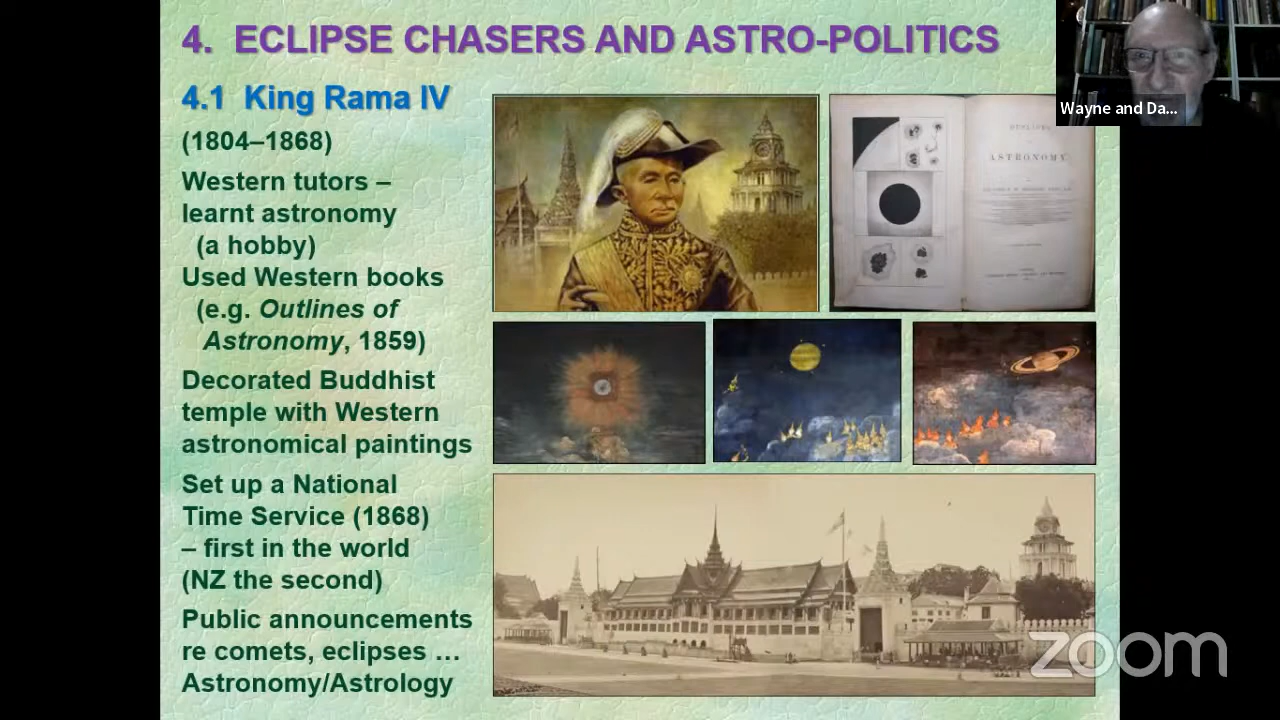 4. ECLIPSE CHASERS AND ASTRO-POLITICS
4.1 King Rama IV
(1804–1868)
Western tutors –
learnt astronomy
(a hobby)
Used Western books
(e.g. Outlines of
Astronomy, 1859)
Decorated Buddhist
temple with Western
astronomical paintings
Set up a National
Time Service (1868)
– first in the world
(NZ the second)
Public announcements
re comets, eclipses …
Astronomy/Astrology
OUTLINES
ASTRONOMY
Wayne and Da...
zoom